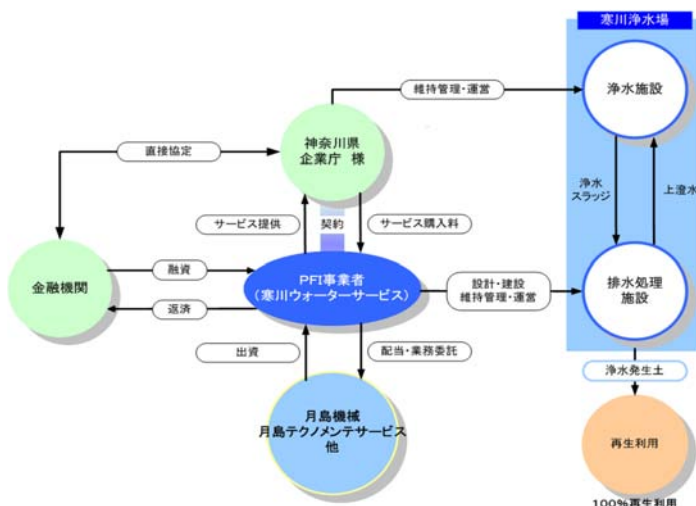 寒川浄水場
維持管理・運営
浄水施設
神奈川県
企業庁 様
直接協定
浄水
スラッジ
上澄水
サービス提供
契約
サービス購入料
融資
金融機関
返済
PFI事業者
(寒川ウォーターサービス)
設計・建設
維持管理・運営
排水処理
施設
出資
配当・業務委託
浄水発生土
月島機械
月島テクノメンテサービス
他
再生利用
100%再生利用